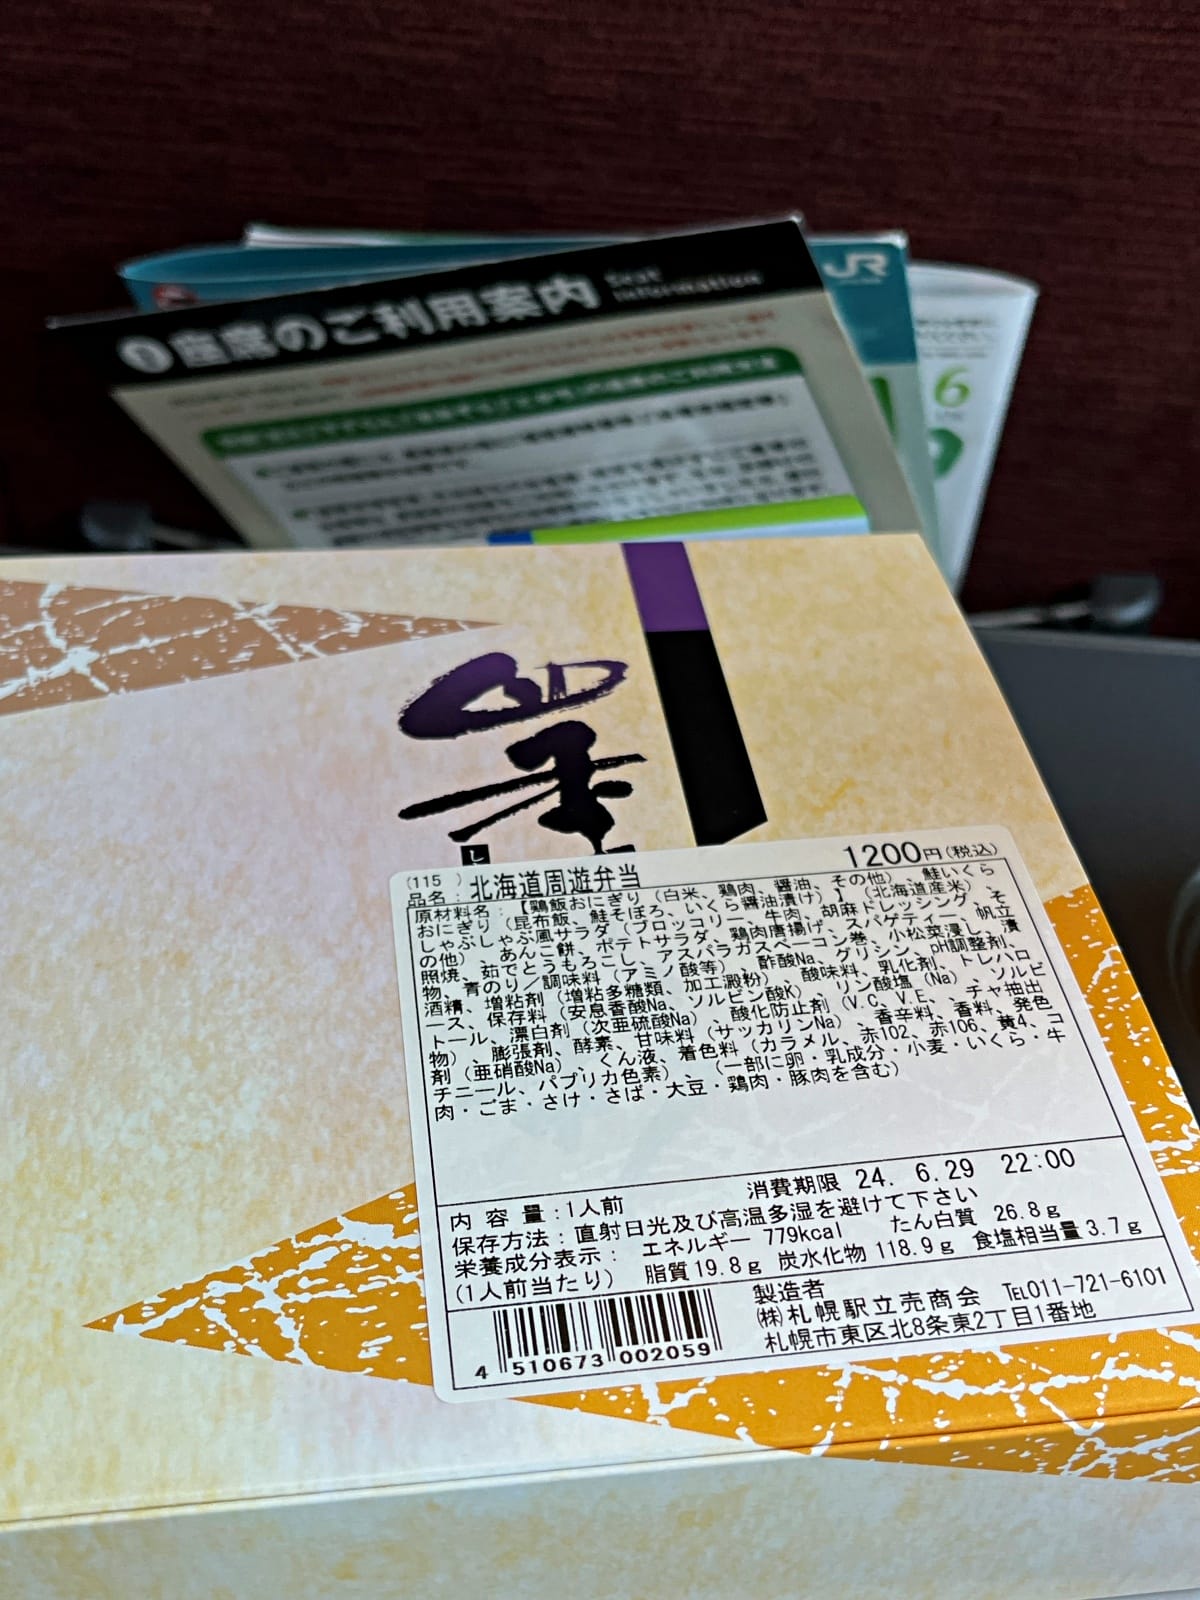 JR
座席のご利用案内 Seat Information
6
四季
し
(115 )
1200円(税込)
品名: 北海道周遊弁当
原材料名:【鶏飯おにぎり(白米、鶏肉、醤油、その他)、鮭いくら
おにぎり(昆布飯、鮭そぼろ、いくら醤油漬け)】(北海道産米)、
しゃぶしゃぶ風サラダ(ブロッコリー、牛肉、胡麻ドレッシング、そ
の他)、あんこ餅、ポテトサラダ、鶏肉唐揚げ、スパゲティー、帆立
照焼、茹でとうもろこし、アスパラガスベーコン巻、小松菜浸し、漬
物、青のり/調味料(アミノ酸等)、酢酸Na、グリシン、pH調整剤、
酒精、増粘剤(増粘多糖類、加工澱粉)、酸味料、乳化剤、トレハロ
ース、保存料(安息香酸Na、ソルビン酸K)、リン酸塩(Na)、ソルビ
トール、漂白剤(次亜硫酸Na)、酸化防止剤(V.C、V.E、、チャ抽出
物)、膨張剤、酵素、甘味料(サッカリンNa)、香辛料、香料、発色
剤(亜硝酸Na)、くん液、着色料(カラメル、赤102、赤106、黄4、コ
チニール、パプリカ色素)、(一部に卵・乳成分・小麦・いくら・牛
肉・ごま・さけ・さば・大豆・鶏肉・豚肉を含む)
内容量:1人前 消費期限 24. 6.29 22:00
保存方法:直射日光及び高温多湿を避けて下さい
栄養成分表示: エネルギー 779kcal たん白質 26.8g
(1人前当たり) 脂質19.8g 炭水化物 118.9g 食塩相当量3.7g
製造者
㈱札幌駅立売商会 TEL011-721-6101
札幌市東区北8条東2丁目1番地
4 510673 002059